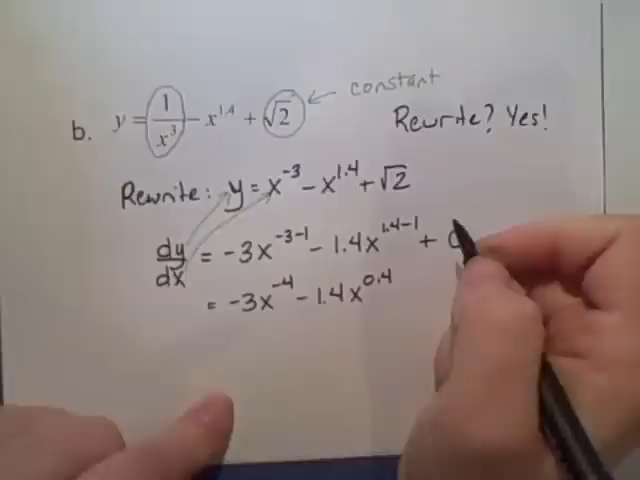 constant
b. y = 1/x³ - x^1.4 + √2
Rewrite? Yes!
Rewrite: y = x^-3 - x^1.4 + √2
dy/dx = -3x^-3-1 - 1.4x^1.4-1 +
= -3x^-4 - 1.4x^0.4